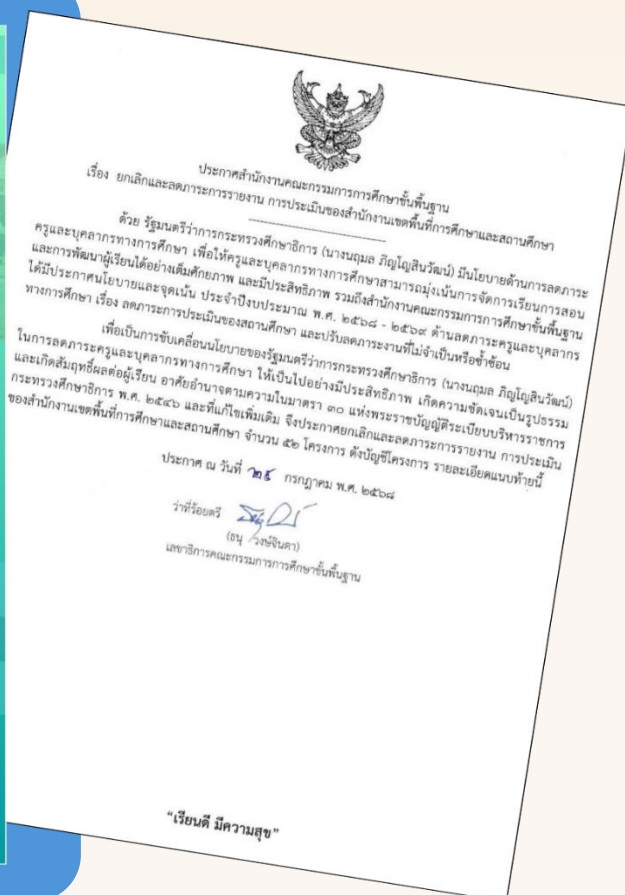 ประกาศสำนักงานคณะกรรมการการศึกษาขั้นพื้นฐาน
เรื่อง ยกเลิกและลดภาระการรายงาน การประเมินของสำนักงานเขตพื้นที่การศึกษาและสถานศึกษา
ด้วย รัฐมนตรีว่าการกระทรวงศึกษาธิการ (นางนฤมล ภิญโญสินวัฒน์) มีนโยบายด้านการลดภาระ
ครูและบุคลากรทางการศึกษา เพื่อให้ครูและบุคลากรทางการศึกษาสามารถมุ่งเน้นการจัดการเรียนการสอน
และการพัฒนาผู้เรียนได้อย่างเต็มศักยภาพ และมีประสิทธิภาพ รวมถึงสำนักงานคณะกรรมการการศึกษาขั้นพื้นฐาน
ได้มีประกาศนโยบายและจุดเน้น ประจำปีงบประมาณ พ.ศ. ๒๕๖๘ - ๒๕๖๙ ด้านลดภาระครูและบุคลากร
ทางการศึกษา เรื่อง ลดภาระการประเมินของสถานศึกษา และปรับลดภาระงานที่ไม่จำเป็นหรือซ้ำซ้อน
เพื่อเป็นการขับเคลื่อนนโยบายของรัฐมนตรีว่าการกระทรวงศึกษาธิการ (นางนฤมล ภิญโญสินวัฒน์)
ในการลดภาระครูและบุคลากรทางการศึกษา ให้เป็นไปอย่างมีประสิทธิภาพ เกิดความชัดเจนเป็นรูปธรรม
และเกิดสัมฤทธิ์ผลต่อผู้เรียน อาศัยอำนาจตามความในมาตรา ๓๐ แห่งพระราชบัญญัติระเบียบบริหารราชการ
กระทรวงศึกษาธิการ พ.ศ. ๒๕๔๖ และที่แก้ไขเพิ่มเติม จึงประกาศยกเลิกและลดภาระการรายงาน การประเมิน
ของสำนักงานเขตพื้นที่การศึกษาและสถานศึกษา จำนวน ๕๒ โครงการ ดังบัญชีโครงการ รายละเอียดแนบท้ายนี้
ประกาศ ณ วันที่ ๒๕ กรกฎาคม พ.ศ. ๒๕๖๘
ว่าที่ร้อยตรี
(ธนุ วงษ์จินดา)
เลขาธิการคณะกรรมการการศึกษาขั้นพื้นฐาน
"เรียนดี มีความสุข"